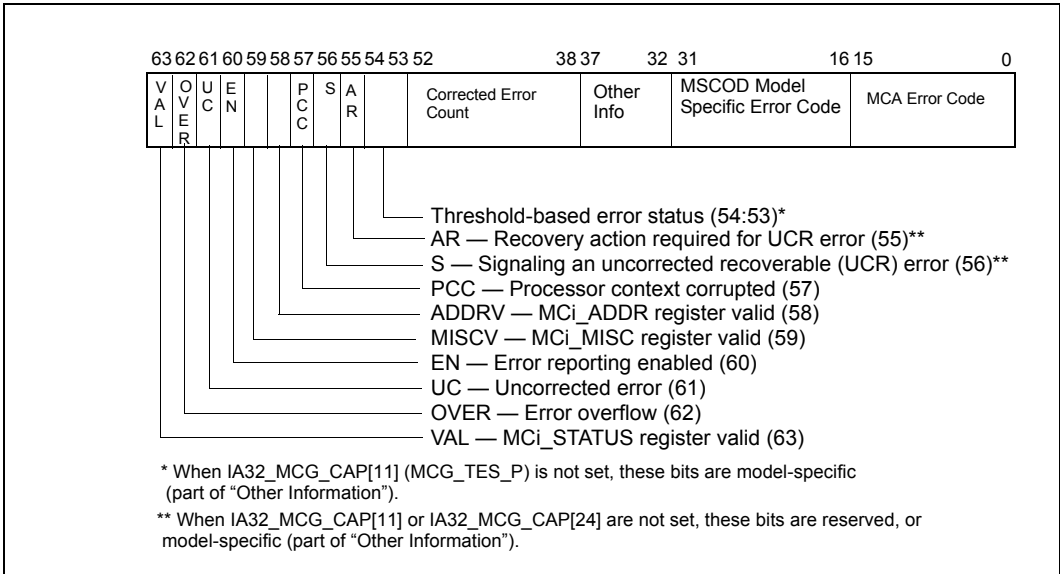 63 62 61 60 59 58 57 56 55 54 53 52 38 37 32 31 16 15 0
VAL
OVER
UC
EN
PCC
S
AR
Corrected Error
Count
Other
Info
MSCOD Model
Specific Error Code
MCA Error Code
Threshold-based error status (54:53)*
AR — Recovery action required for UCR error (55)**
S — Signaling an uncorrected recoverable (UCR) error (56)**
PCC — Processor context corrupted (57)
ADDRV — MCi_ADDR register valid (58)
MISCV — MCi_MISC register valid (59)
EN — Error reporting enabled (60)
UC — Uncorrected error (61)
OVER — Error overflow (62)
VAL — MCi_STATUS register valid (63)
* When IA32_MCG_CAP[11] (MCG_TES_P) is not set, these bits are model-specific
(part of “Other Information”).
** When IA32_MCG_CAP[11] or IA32_MCG_CAP[24] are not set, these bits are reserved, or
model-specific (part of “Other Information”).